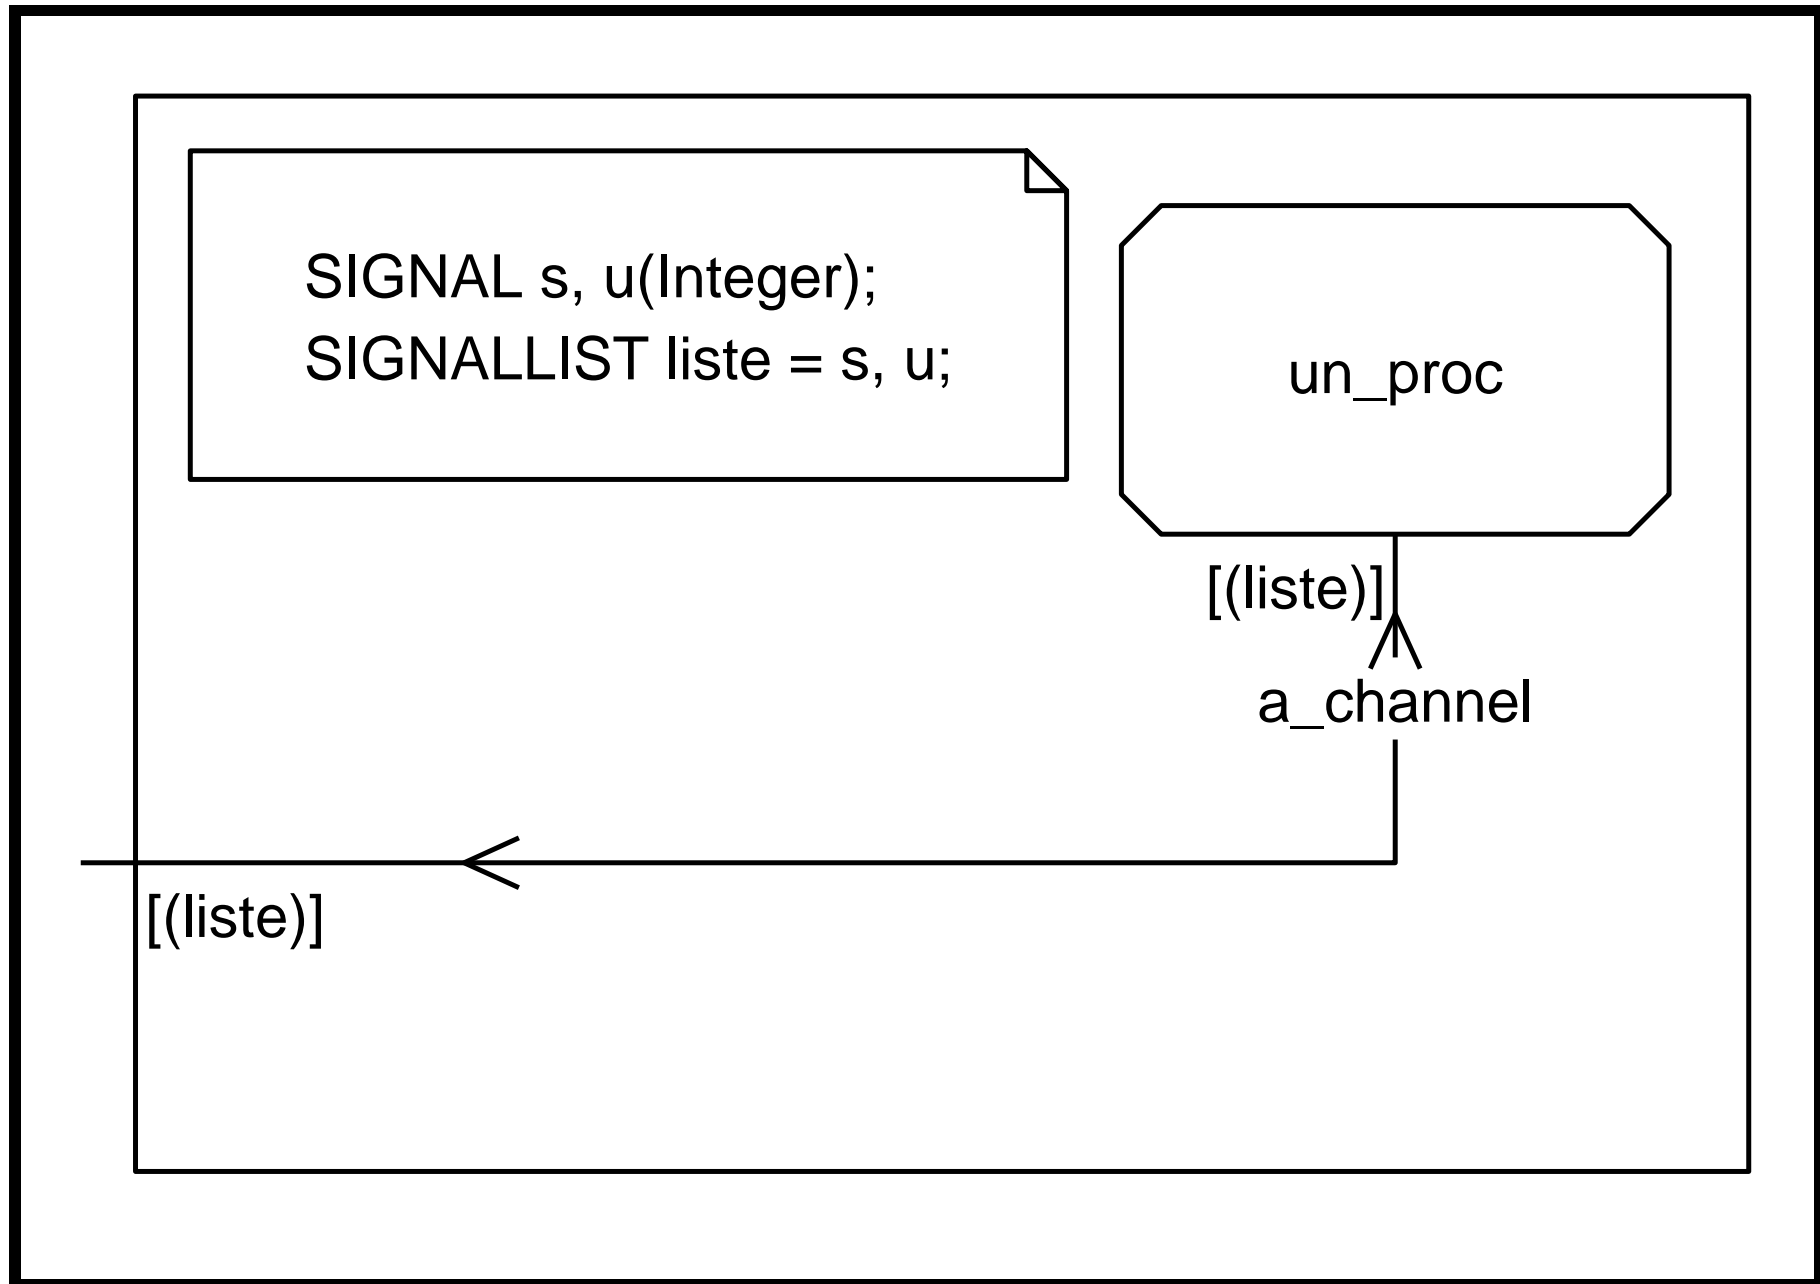 SIGNAL s, u(Integer);
SIGNALLIST liste = s, u;
un_proc
[(liste)]
a_channel
[(liste)]